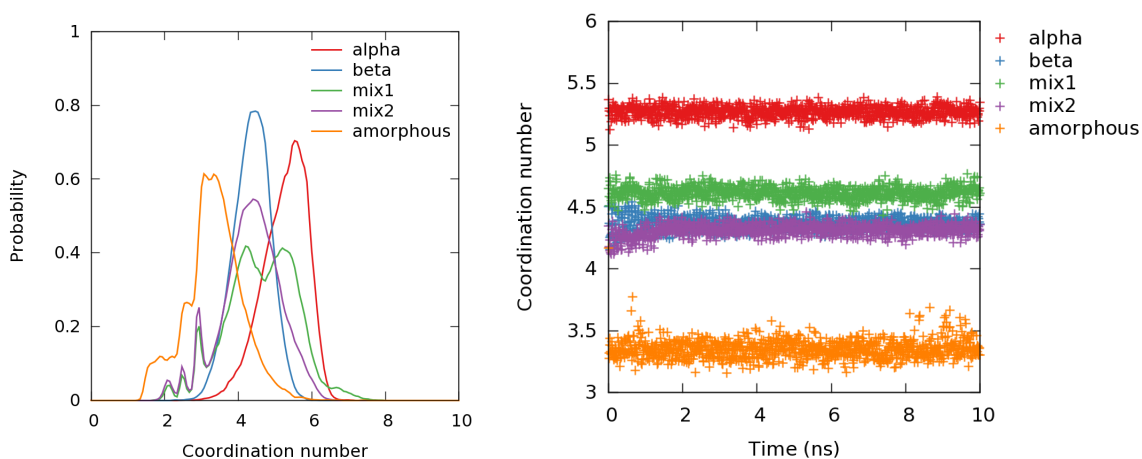 1
0.8
0.6
0.4
0.2
0
0
2
4
6
8
10
Probability
Coordination number
alpha
beta
mix1
mix2
amorphous
6
5.5
5
4.5
4
3.5
3
0
2
4
6
8
10
Coordination number
Time (ns)
alpha
beta
mix1
mix2
amorphous